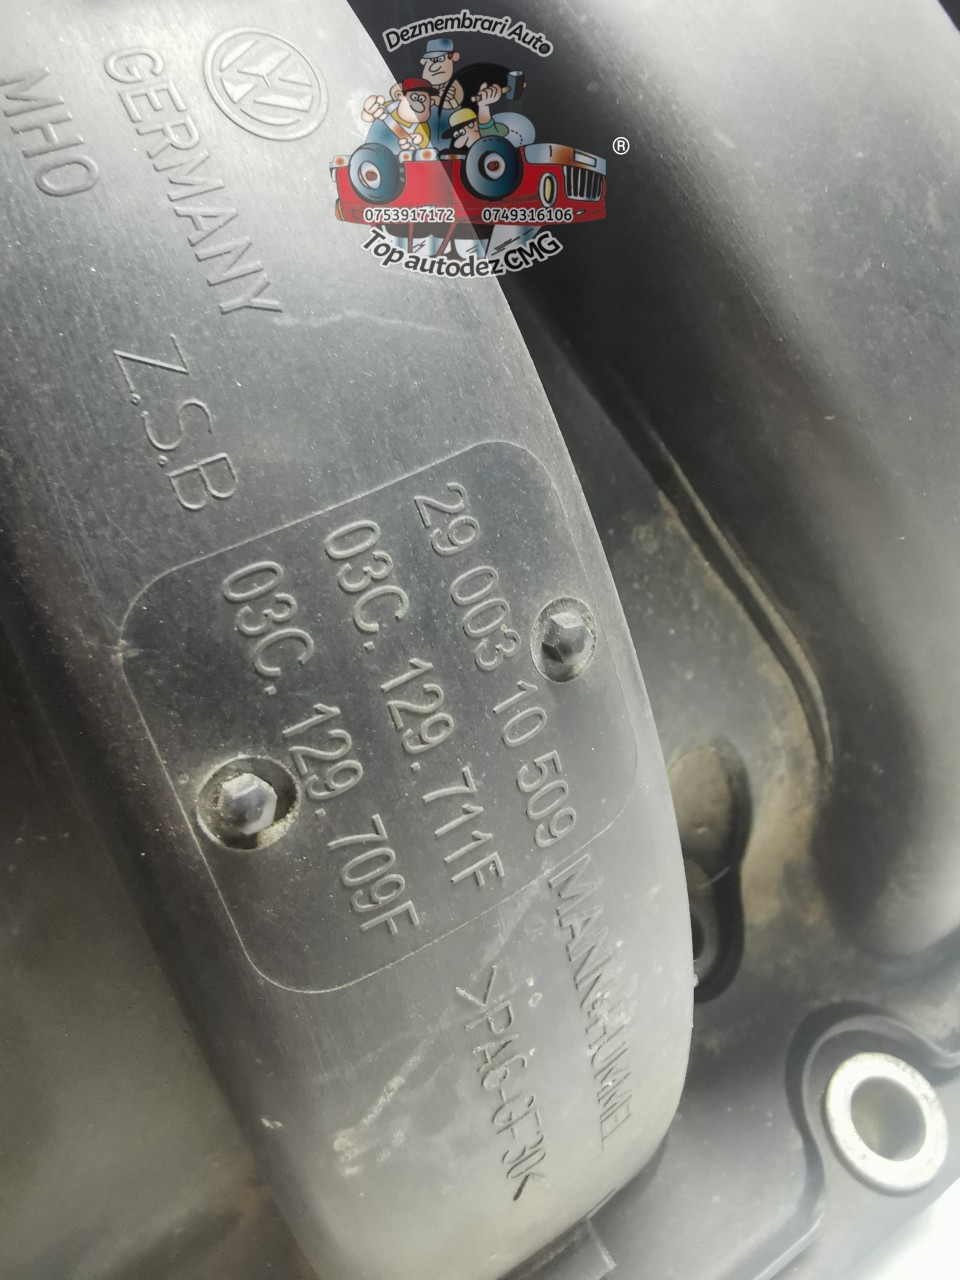 Dezmembrari Auto
®
0753917172 0749316106
Top autodez CMG
GERMANY
MHO
Z.S.B
29 003 10 509
MANN+HUMMEL
03C. 129. 711F
03C. 129. 709F
>PA6-GF30<